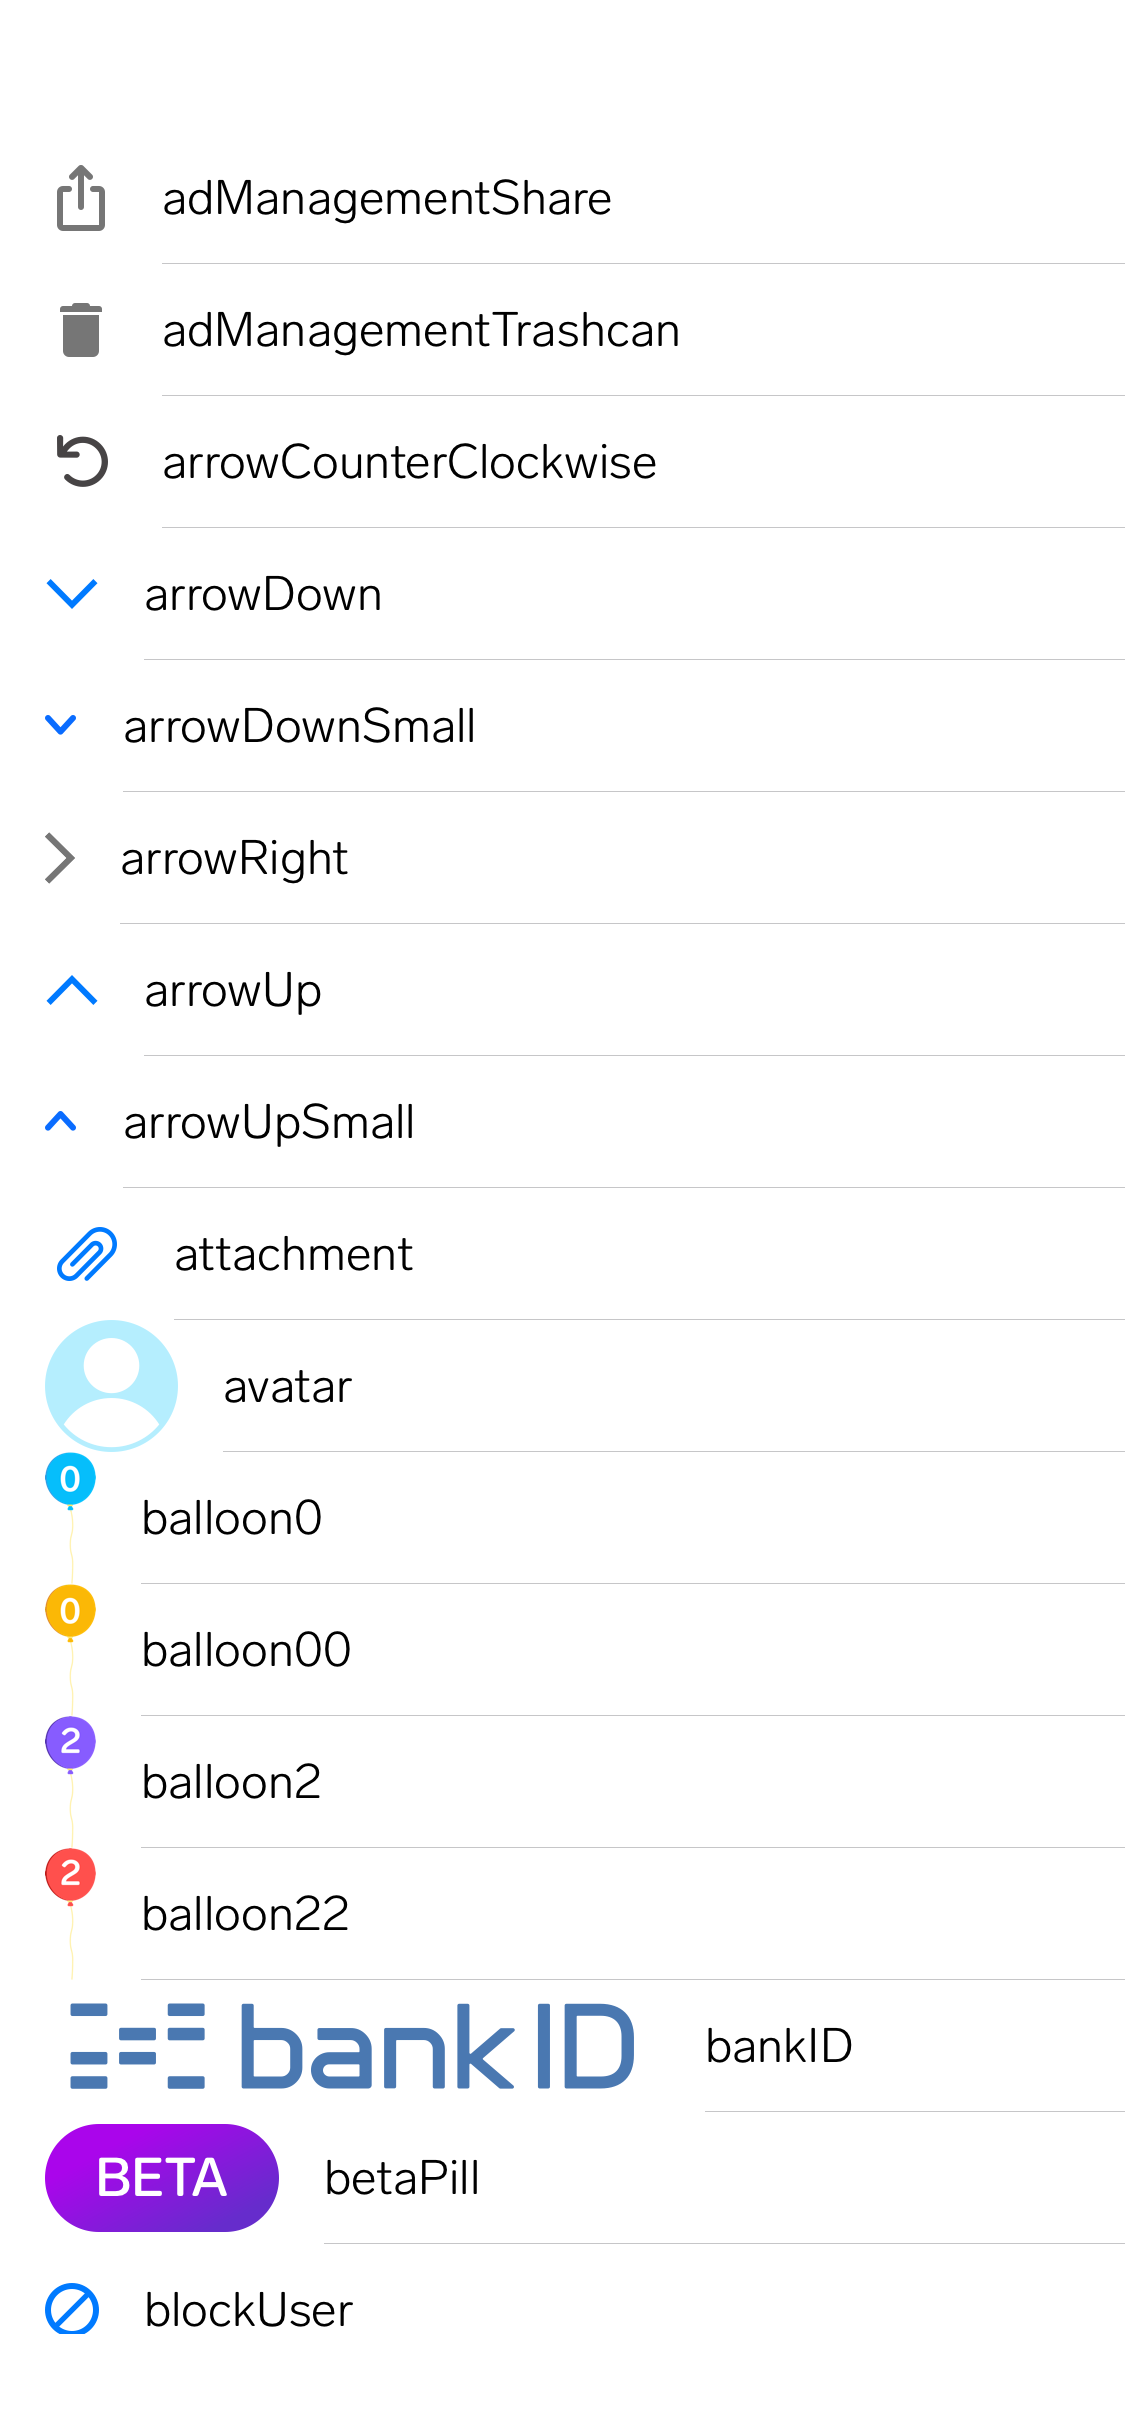 adManagementShare
adManagementTrashcan
arrowCounterClockwise
arrowDown
arrowDownSmall
arrowRight
arrowUp
arrowUpSmall
attachment
avatar
0 balloon0
0 balloon00
2 balloon2
2 balloon22
bankID bankID
BETA betaPill
blockUser